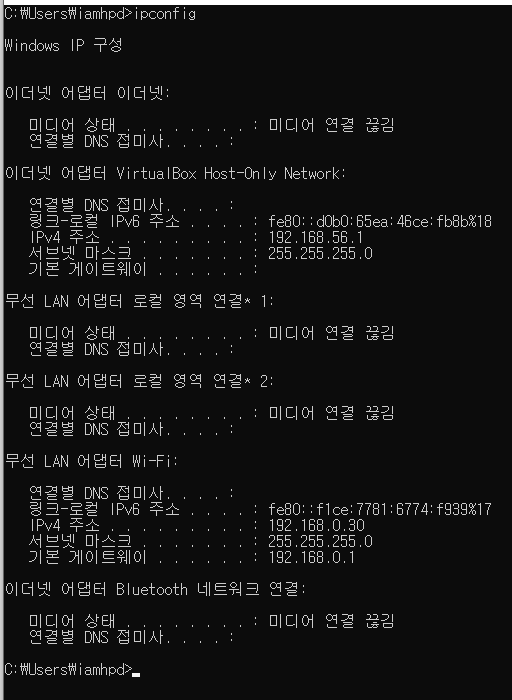 C:\Users\iamhpd>ipconfig
Windows IP 구성
이더넷 어댑터 이더넷:
미디어 상태 . . . . . . . . : 미디어 연결 끊김
연결별 DNS 접미사. . . . :
이더넷 어댑터 VirtualBox Host-Only Network:
연결별 DNS 접미사. . . . :
링크-로컬 IPv6 주소 . . . . : fe80::d0b0:65ea:46ce:fb8b%18
IPv4 주소 . . . . . . . . . : 192.168.56.1
서브넷 마스크 . . . . . . . : 255.255.255.0
기본 게이트웨이 . . . . . . :
무선 LAN 어댑터 로컬 영역 연결* 1:
미디어 상태 . . . . . . . . : 미디어 연결 끊김
연결별 DNS 접미사. . . . :
무선 LAN 어댑터 로컬 영역 연결* 2:
미디어 상태 . . . . . . . . : 미디어 연결 끊김
연결별 DNS 접미사. . . . :
무선 LAN 어댑터 Wi-Fi:
연결별 DNS 접미사. . . . :
링크-로컬 IPv6 주소 . . . . : fe80::f1ce:7781:6774:f939%17
IPv4 주소 . . . . . . . . . : 192.168.0.30
서브넷 마스크 . . . . . . . : 255.255.255.0
기본 게이트웨이 . . . . . . : 192.168.0.1
이더넷 어댑터 Bluetooth 네트워크 연결:
미디어 상태 . . . . . . . . : 미디어 연결 끊김
연결별 DNS 접미사. . . . :
C:\Users\iamhpd>